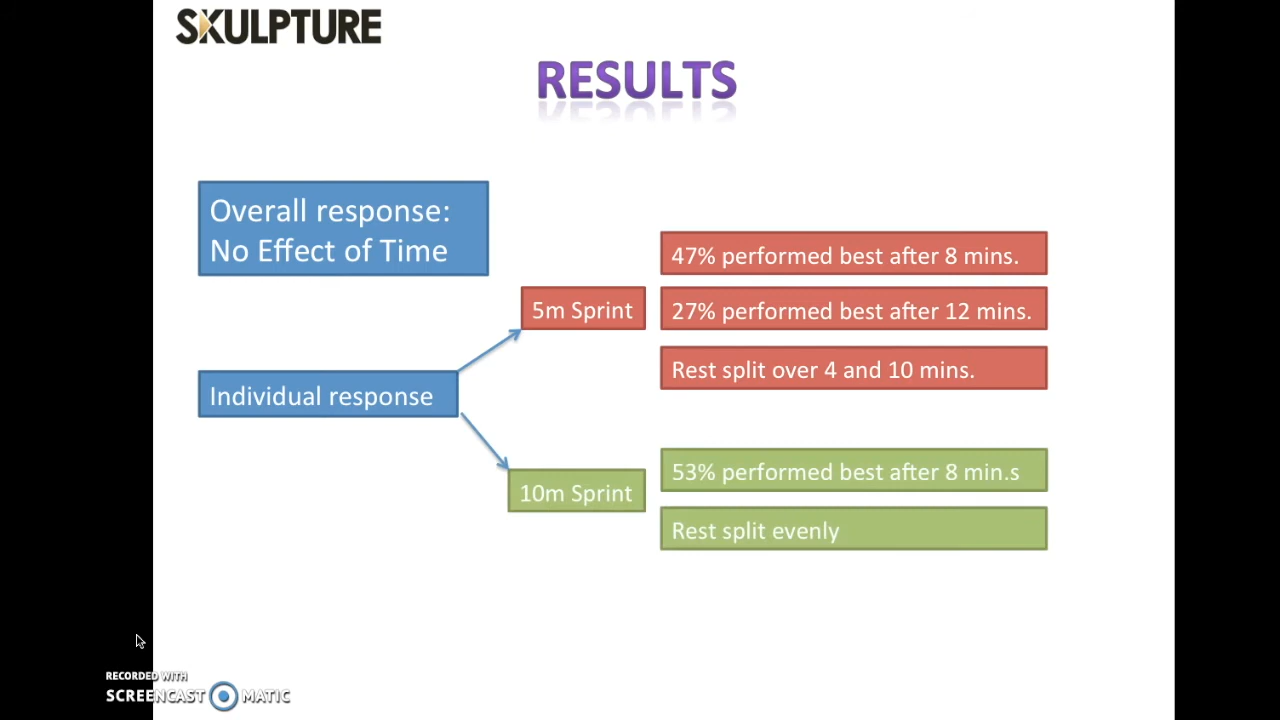 SKULPTURE
RESULTS
Overall response:
No Effect of Time
Individual response
5m Sprint
47% performed best after 8 mins.
27% performed best after 12 mins.
Rest split over 4 and 10 mins.
10m Sprint
53% performed best after 8 min.s
Rest split evenly
RECORDED WITH
SCREENCAST MATIC